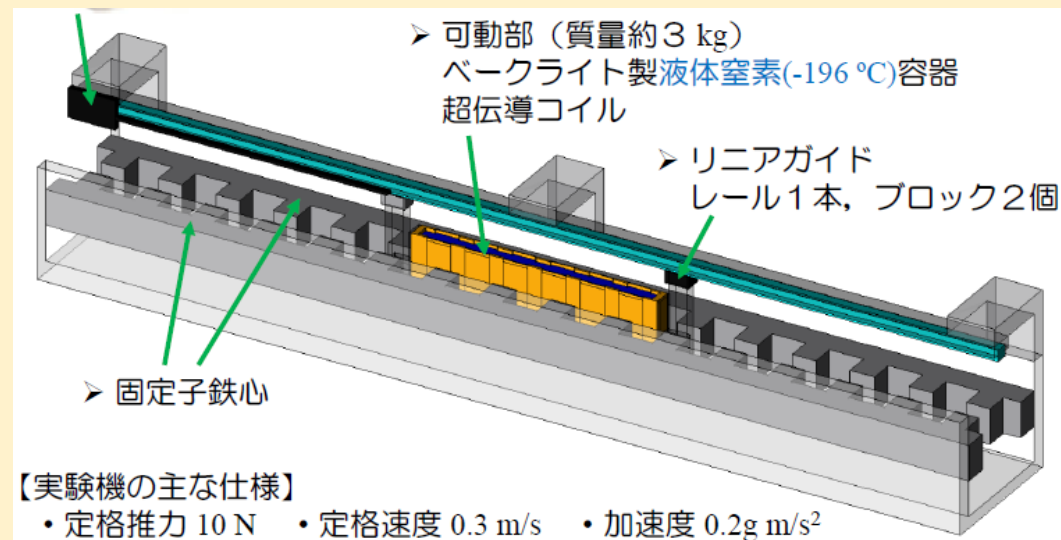 ➢ 可動部（質量約３ kg）
ベークライト製液体窒素(-196 ºC)容器
超伝導コイル
➢ リニアガイド
レール１本，ブロック２個
➢ 固定子鉄心
【実験機の主な仕様】
• 定格推力 10 N • 定格速度 0.3 m/s • 加速度 0.2g m/s²